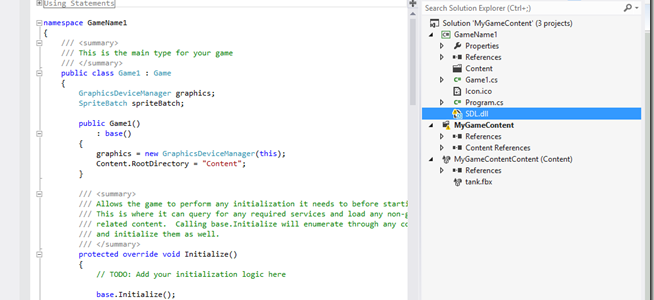 Using Statements
namespace GameName1
{
/// <summary>
/// This is the main type for your game
/// </summary>
public class Game1 : Game
{
GraphicsDeviceManager graphics;
SpriteBatch spriteBatch;
public Game1()
: base()
{
graphics = new GraphicsDeviceManager(this);
Content.RootDirectory = "Content";
}
/// <summary>
/// Allows the game to perform any initialization it needs to before starti
/// This is where it can query for any required services and load any non-g
/// related content.  Calling base.Initialize will enumerate through any co
/// and initialize them as well.
/// </summary>
protected override void Initialize()
{
// TODO: Add your initialization logic here
base.Initialize();
Search Solution Explorer (Ctrl+;)
Solution 'MyGameContent' (3 projects)
GameName1
Properties
References
Content
Game1.cs
Icon.ico
Program.cs
SDL.dll
MyGameContent
References
Content References
MyGameContentContent (Content)
References
tank.fbx